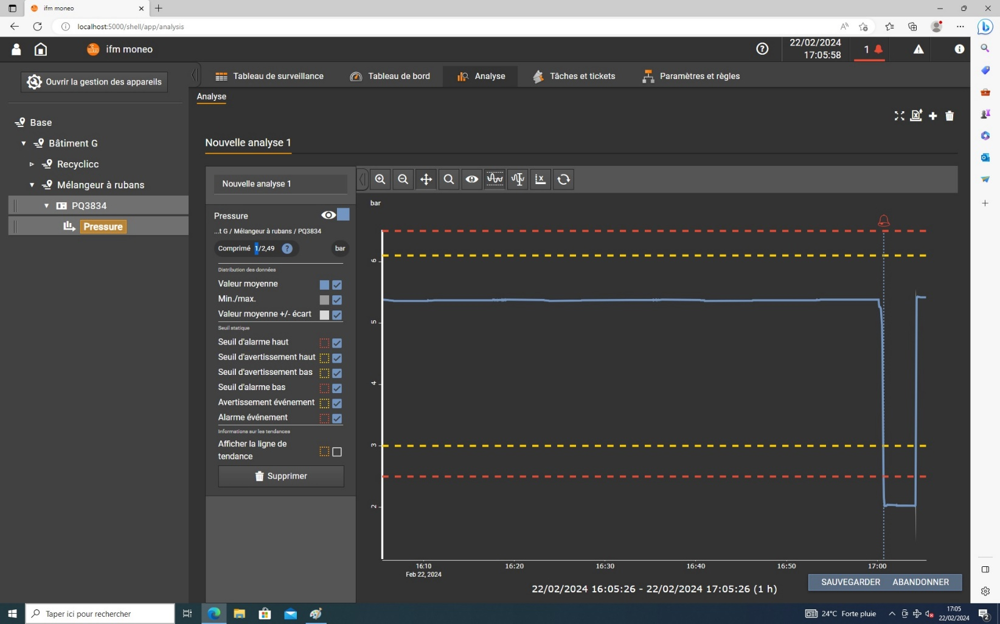 ifm moneo
localhost:5000/shell/app/analysis
ifm moneo
22/02/2024
17:05:58
1
Ouvrir la gestion des appareils
Tableau de surveillance
Tableau de bord
Analyse
Tâches et tickets
Paramètres et règles
Analyse
Base
Bâtiment G
Recyclicc
Mélangeur à rubans
PQ3834
Pressure
Nouvelle analyse 1
Nouvelle analyse 1
Pressure
...t G / Mélangeur à rubans / PQ3834
Comprimé 1/2,49 ?
bar
Distribution des données
Valeur moyenne
Min./max.
Valeur moyenne +/- écart
Seuil statique
Seuil d'alarme haut
Seuil d'avertissement haut
Seuil d'avertissement bas
Seuil d'alarme bas
Avertissement événement
Alarme événement
Informations sur les tendances
Afficher la ligne de
tendance
Supprimer
bar
6
5
4
3
2
16:10
Feb 22, 2024
16:20
16:30
16:40
16:50
17:00
22/02/2024 16:05:26 - 22/02/2024 17:05:26 (1 h)
SAUVEGARDER
ABANDONNER
Taper ici pour rechercher
24°C Forte pluie
17:05
22/02/2024
2